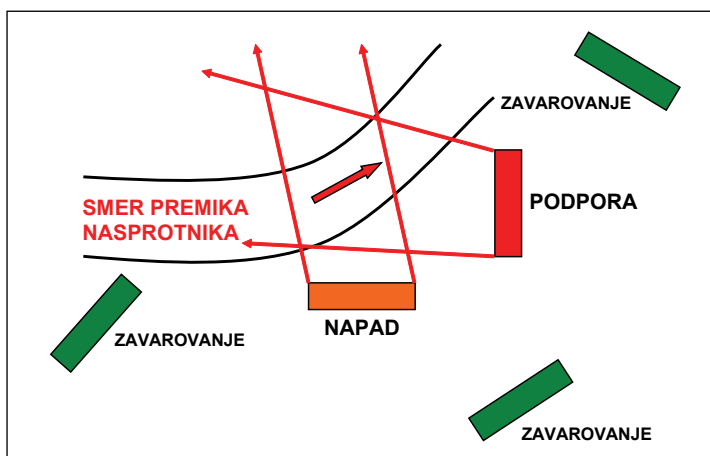 ZAVAROVANJE
PODPORA
SMER PREMIKA
NASPROTNIKA
NAPAD
ZAVAROVANJE
ZAVAROVANJE